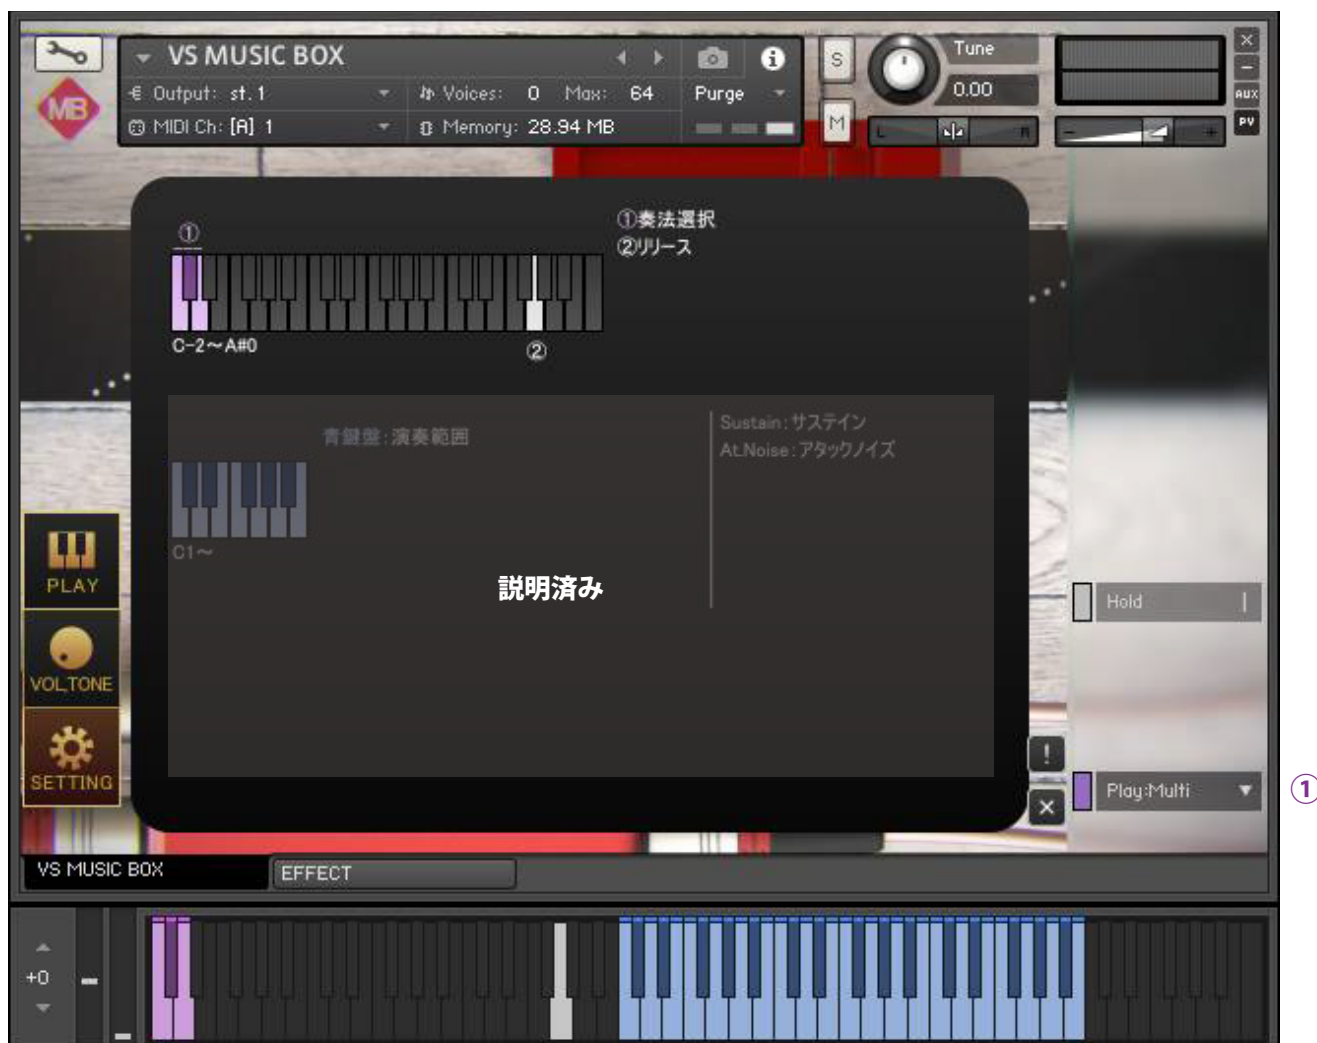 VS MUSIC BOX
Output: st. 1
Voices: 0 Max: 64
Purge
MIDI Ch: [A] 1
Memory: 28.94 MB
MB
S
M
Tune
0.00
L R
- +
×
-
AUX
PV
①
①奏法選択
②リリース
C-2〜A#0
②
青鍵盤:演奏範囲
C1〜
Sustain:サステイン
At.Noise:アタックノイズ
説明済み
PLAY
VOL,TONE
SETTING
Hold
!
×
Play:Multi
①
VS MUSIC BOX
EFFECT
+0